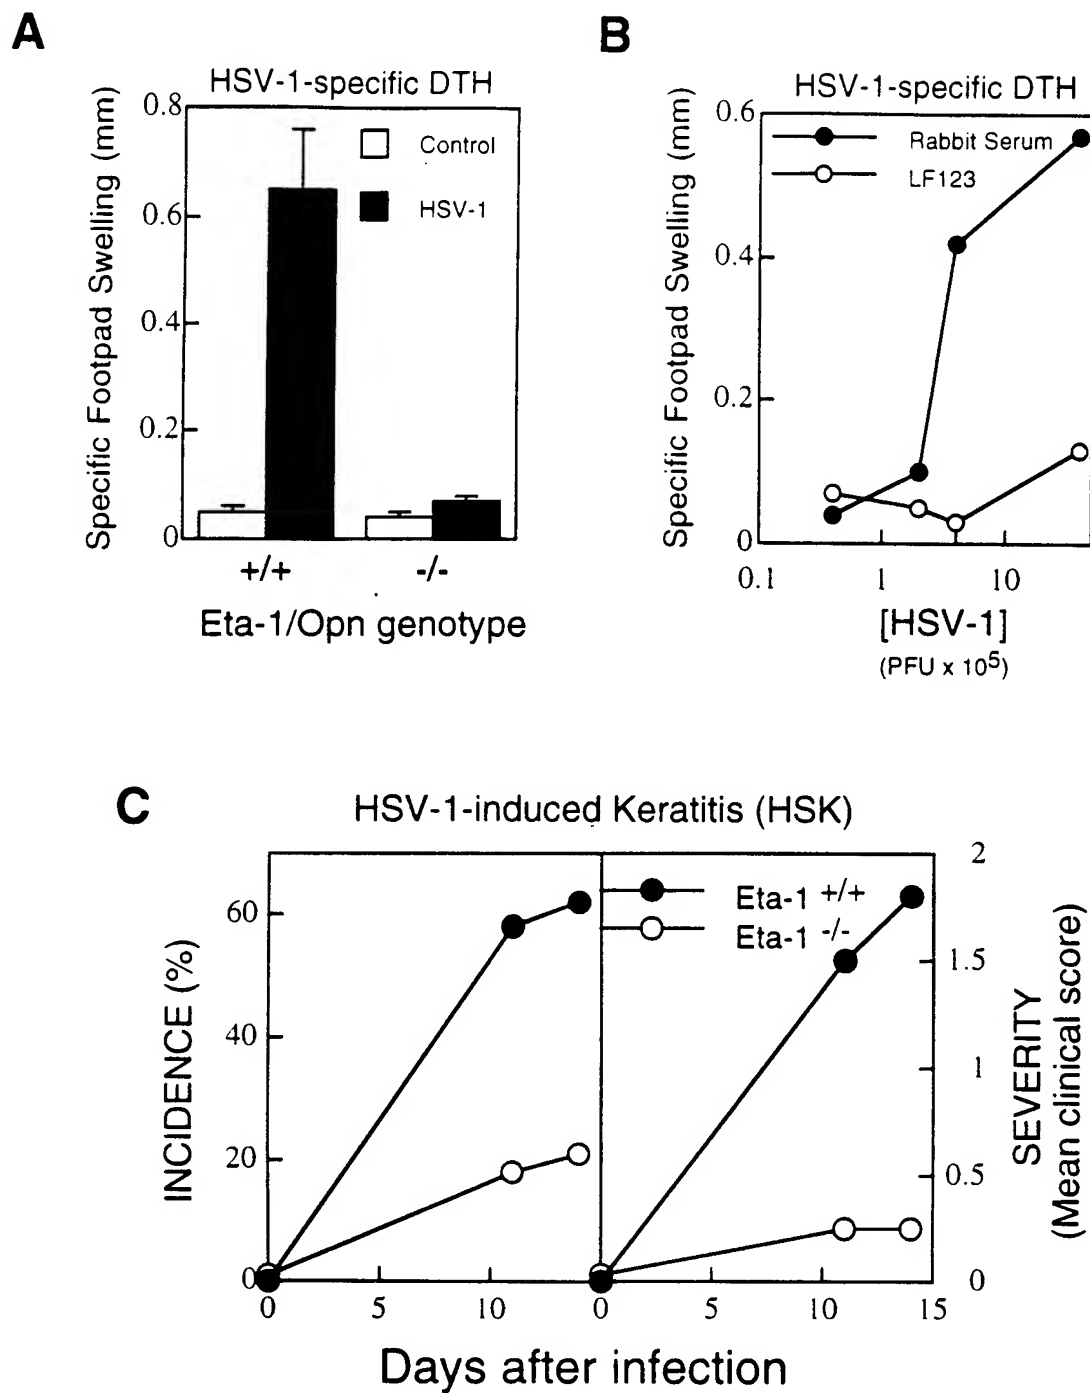 A
HSV-1-specific DTH
Specific Footpad Swelling (mm)
0.8
0.6
0.4
0.2
0
Control
HSV-1
+/+
-/-
Eta-1/Opn genotype
B
HSV-1-specific DTH
Specific Footpad Swelling (mm)
0.6
0.4
0.2
0
Rabbit Serum
LF123
0.1
1
10
[HSV-1]
(PFU x 10⁵)
C
HSV-1-induced Keratitis (HSK)
INCIDENCE (%)
60
40
20
0
Eta-1 +/+
Eta-1 -/-
2
1.5
1
0.5
0
SEVERITY
(Mean clinical score)
0
5
10
0
5
10
15
Days after infection